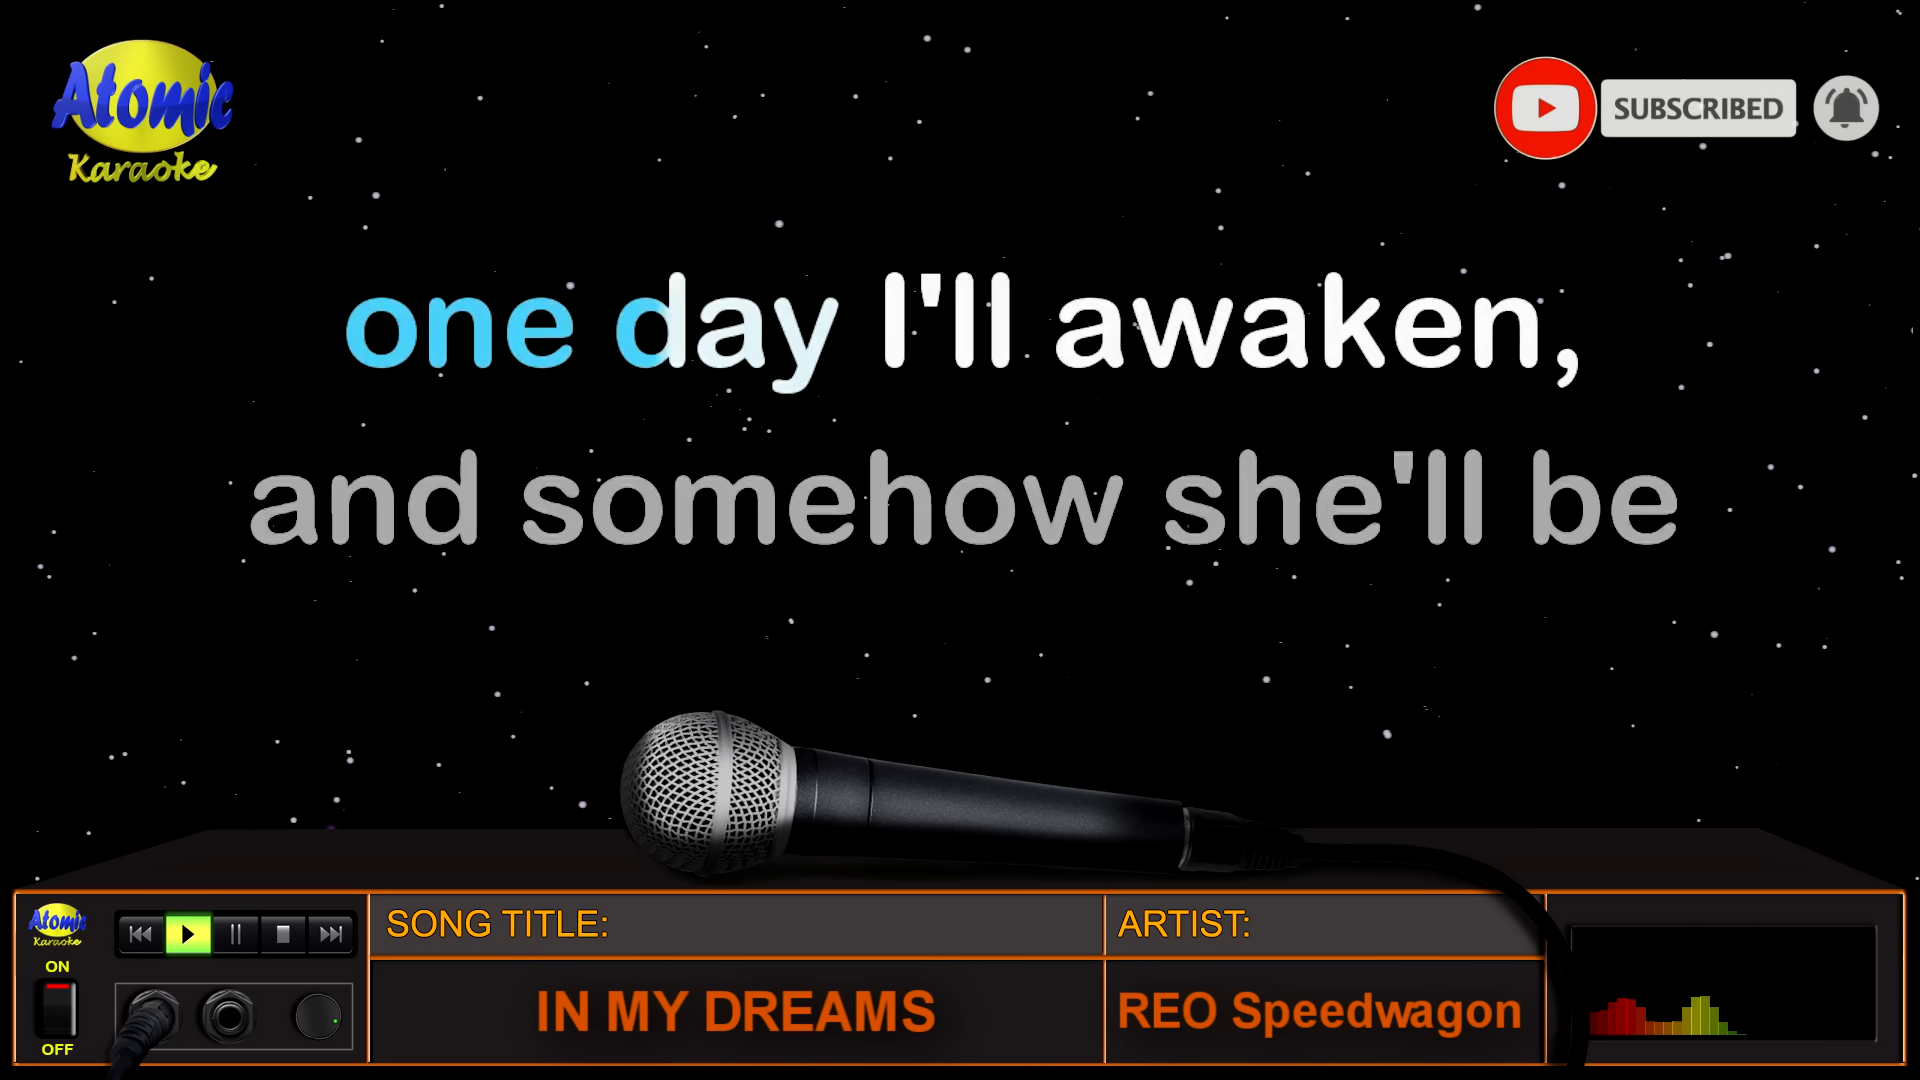 Atomic
Karaoke
SUBSCRIBED
one day I'll awaken,
and somehow she'll be
Atomic
Karaoke
ON
OFF
SONG TITLE:
IN MY DREAMS
ARTIST:
REO Speedwagon